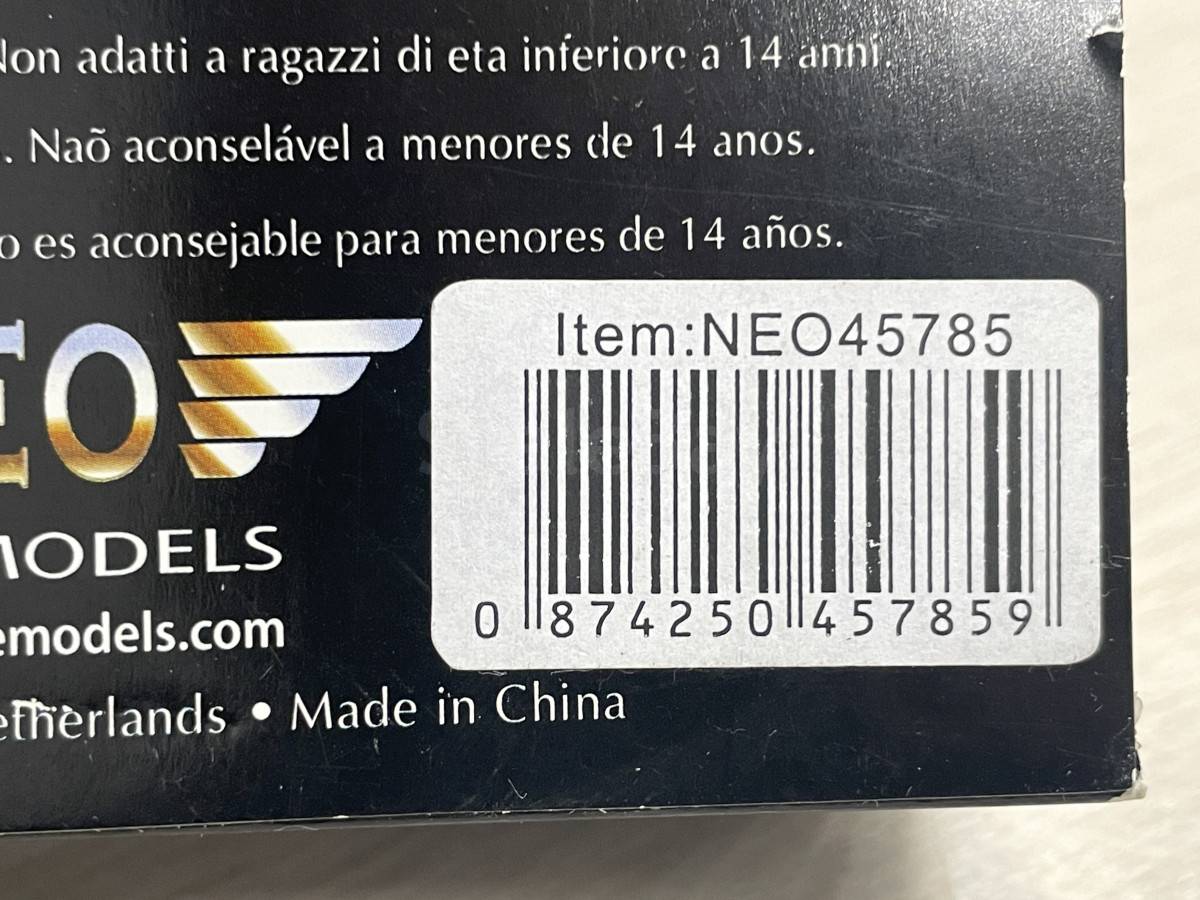 Non adatti a ragazzi di eta inferiore a 14 anni.
. Naõ aconselável a menores de 14 anos.
o es aconsejable para menores de 14 años.
EO
MODELS
emodels.com
etherlands • Made in China
Item:NEO45785
0 874250 457859